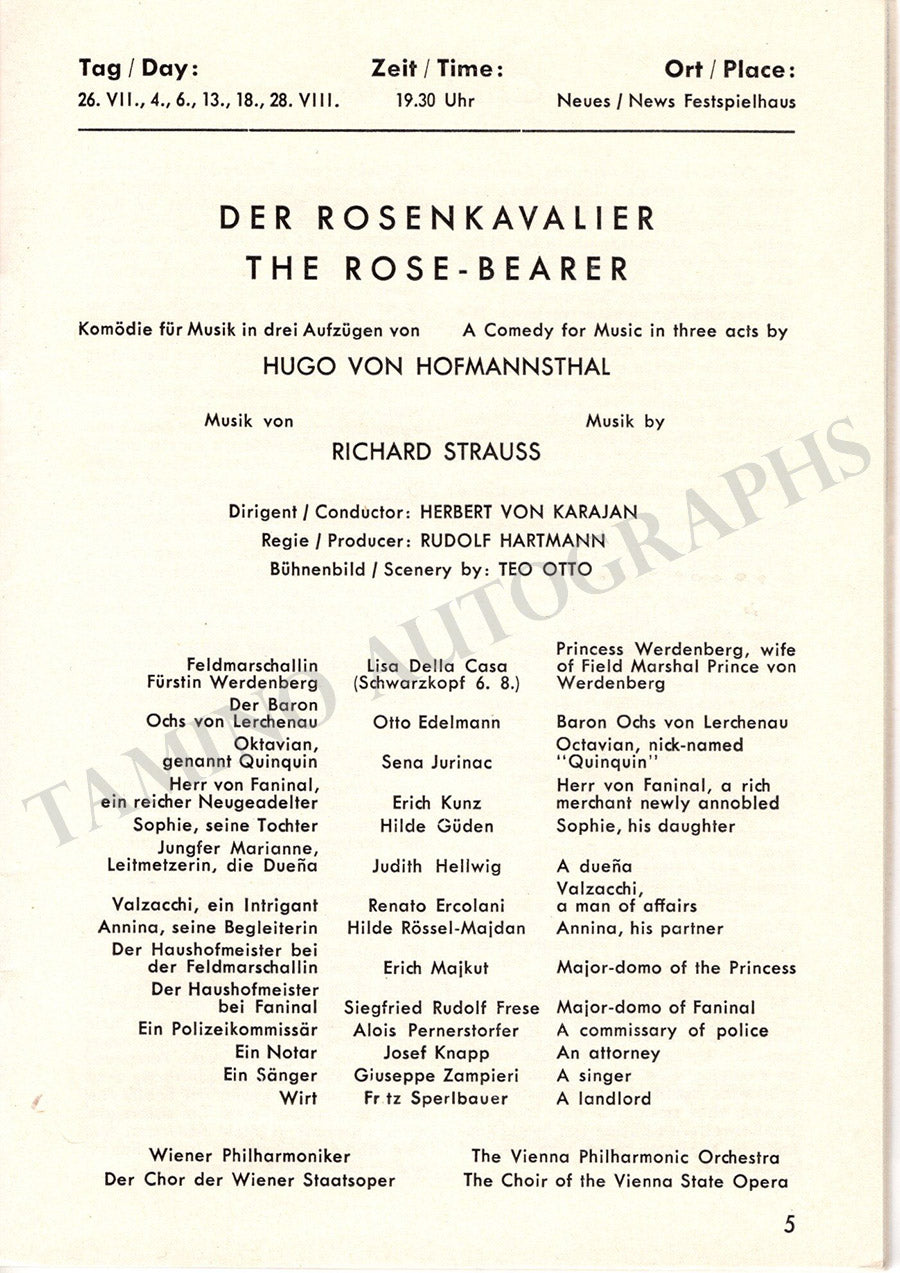 Tag / Day: Zeit / Time: Ort / Place:
26. VII., 4., 6., 13., 18., 28. VIII. 19.30 Uhr Neues / News Festspielhaus
DER ROSENKAVALIER
THE ROSE-BEARER
Komödie für Musik in drei Aufzügen von A Comedy for Music in three acts by
HUGO VON HOFMANNSTHAL
Musik von Musik by
RICHARD STRAUSS
Dirigent / Conductor: HERBERT VON KARAJAN
Regie / Producer: RUDOLF HARTMANN
Bühnenbild / Scenery by: TEO OTTO
Princess Werdenberg, wife
Feldmarschallin Lisa Della Casa of Field Marshal Prince von
Fürstin Werdenberg (Schwarzkopf 6. 8.) Werdenberg
Der Baron
Ochs von Lerchenau Otto Edelmann Baron Ochs von Lerchenau
Oktavian, Octavian, nick-named
genannt Quinquin Sena Jurinac "Quinquin"
Herr von Faninal, Herr von Faninal, a rich
ein reicher Neugeadelter Erich Kunz merchant newly annobled
Sophie, seine Tochter Hilde Güden Sophie, his daughter
Jungfer Marianne,
Leitmetzerin, die Dueña Judith Hellwig A dueña
Valzacchi,
Valzacchi, ein Intrigant Renato Ercolani a man of affairs
Annina, seine Begleiterin Hilde Rössel-Majdan Annina, his partner
Der Haushofmeister bei
der Feldmarschallin Erich Majkut Major-domo of the Princess
Der Haushofmeister
bei Faninal Siegfried Rudolf Frese Major-domo of Faninal
Ein Polizeikommissär Alois Pernerstorfer A commissary of police
Ein Notar Josef Knapp An attorney
Ein Sänger Giuseppe Zampieri A singer
Wirt Fr tz Sperlbauer A landlord
Wiener Philharmoniker The Vienna Philharmonic Orchestra
Der Chor der Wiener Staatsoper The Choir of the Vienna State Opera
5
TAMINO AUTOGRAPHS